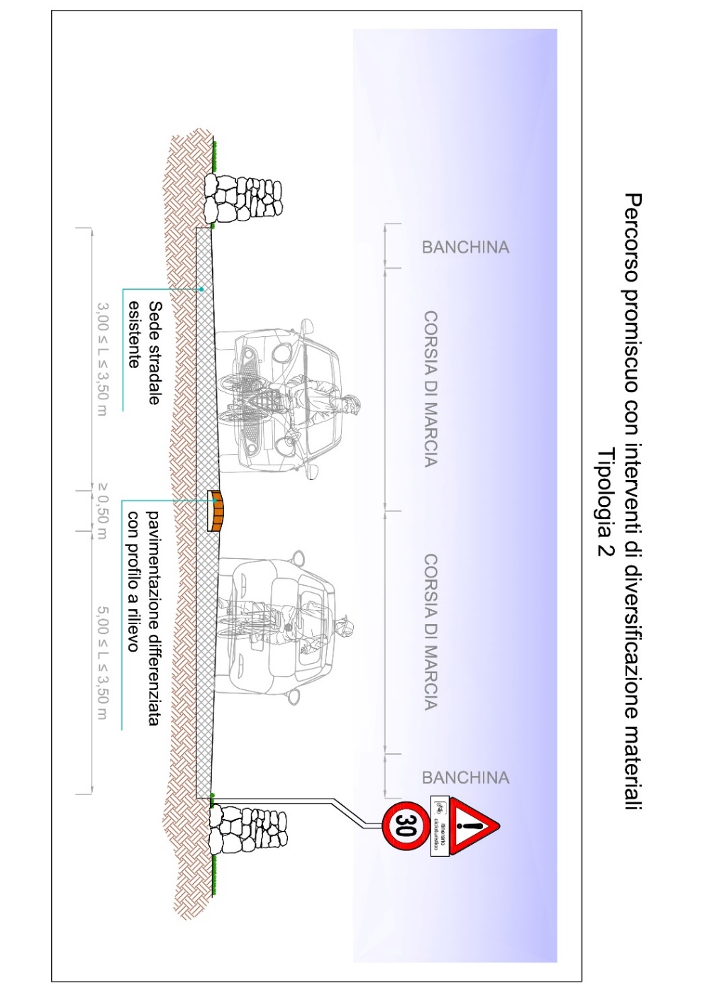 Percorso promiscuo con interventi di diversificazione materiali
Tipologia 2
BANCHINA
CORSIA DI MARCIA
CORSIA DI MARCIA
BANCHINA
30
itinerario
cicloturistico
Sede stradale
esistente
pavimentazione differenziata
con profilo a rilievo
3,00 ≤ L ≤ 3,50 m
≥ 0,50 m
5,00 ≤ L ≤ 3,50 m